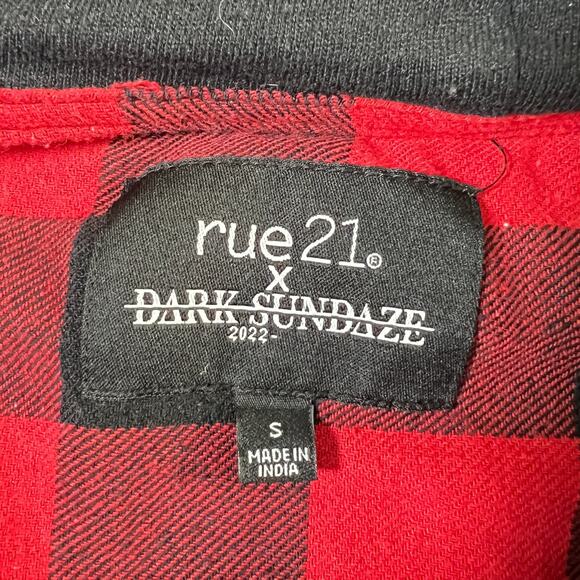 rue21®
X
DARK SUNDAZE
2022-
S
MADE IN
INDIA